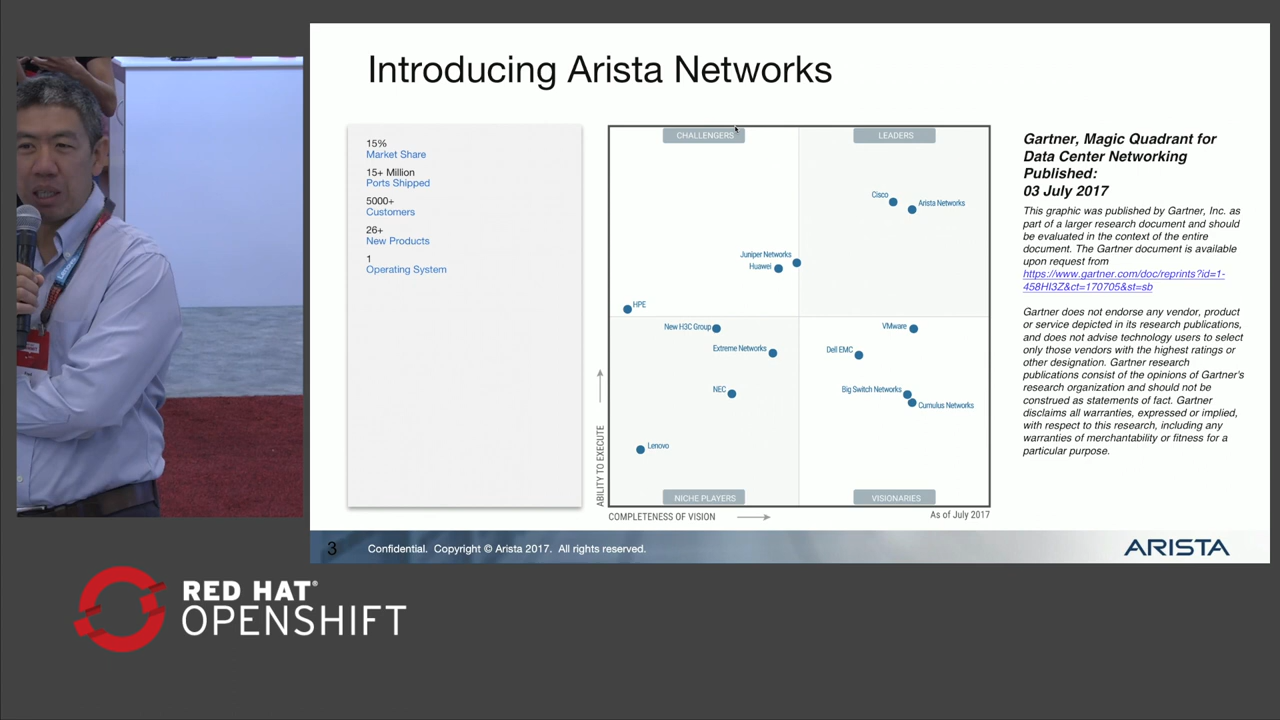 Introducing Arista Networks
15%
Market Share
15+ Million
Ports Shipped
5000+
Customers
26+
New Products
1
Operating System
CHALLENGERS
LEADERS
Cisco
Arista Networks
Juniper Networks
Huawei
HPE
New H3C Group
VMware
Extreme Networks
Dell EMC
NEC
Big Switch Networks
Cumulus Networks
Lenovo
NICHE PLAYERS
VISIONARIES
ABILITY TO EXECUTE
COMPLETENESS OF VISION
As of July 2017
Gartner, Magic Quadrant for
Data Center Networking
Published:
03 July 2017
This graphic was published by Gartner, Inc. as
part of a larger research document and should
be evaluated in the context of the entire
document. The Gartner document is available
upon request from
https://www.gartner.com/doc/reprints?id=1-
458HI3Z&ct=170705&st=sb
Gartner does not endorse any vendor, product
or service depicted in its research publications,
and does not advise technology users to select
only those vendors with the highest ratings or
other designation. Gartner research
publications consist of the opinions of Gartner's
research organization and should not be
construed as statements of fact. Gartner
disclaims all warranties, expressed or implied,
with respect to this research, including any
warranties of merchantability or fitness for a
particular purpose.
3
Confidential. Copyright © Arista 2017. All rights reserved.
ARISTA
RED HAT®
OPENSHIFT